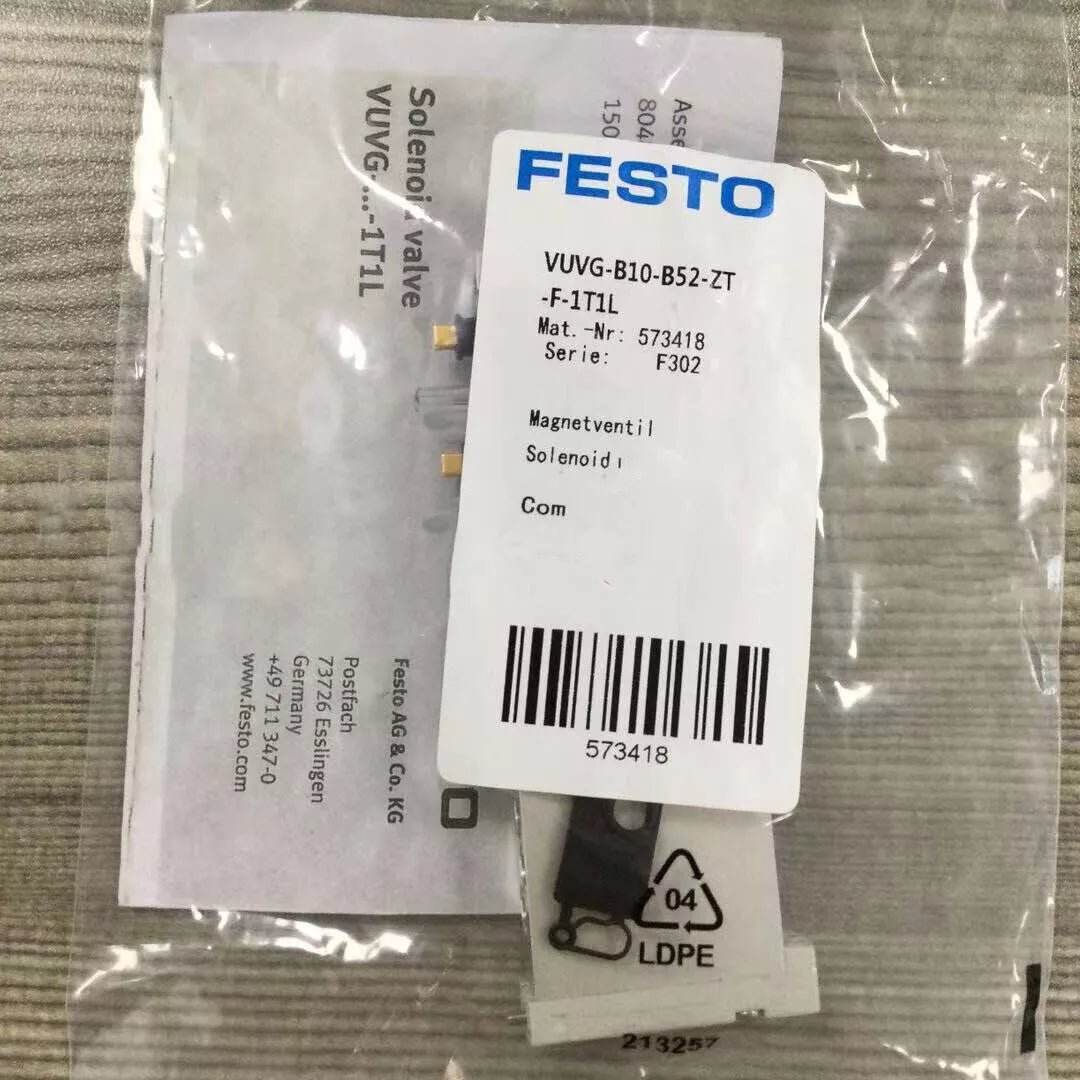 FESTO
VUVG-B10-B52-ZT
-F-1T1L
Mat.-Nr: 573418
Serie: F302
Magnetventil
Solenoid
Com
573418
Solenoid valve
VUVG-...-1T1L
Festo AG & Co. KG
Postfach
73726 Esslingen
Germany
+49 711 347-0
www.festo.com
04
LDPE
213257